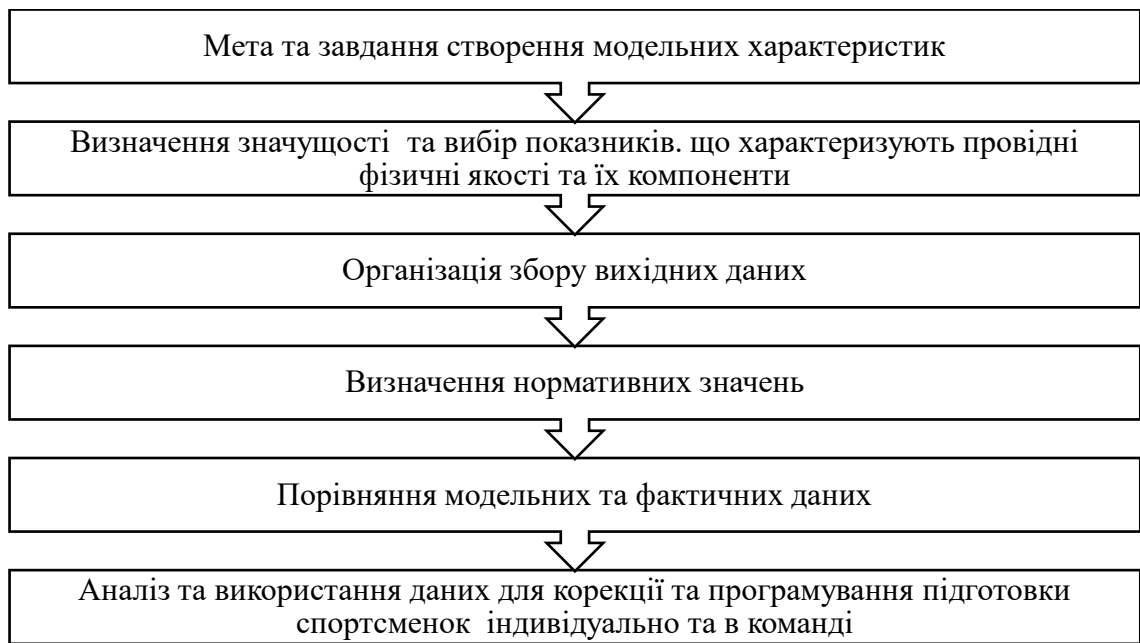 Мета та завдання створення модельних характеристик
Визначення значущості та вибір показників. що характеризують провідні
фізичні якості та їх компоненти
Організація збору вихідних даних
Визначення нормативних значень
Порівняння модельних та фактичних даних
Аналіз та використання даних для корекції та програмування підготовки
спортсменок індивідуально та в команді